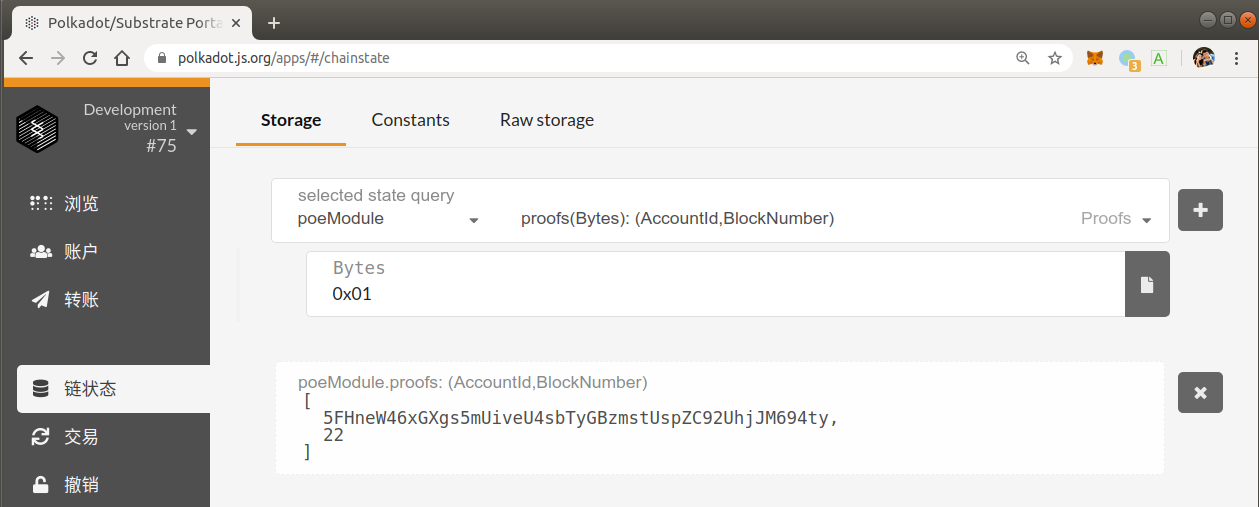 Polkadot/Substrate Porta
polkadot.js.org/apps/#/chainstate
3
A
Development
version 1
#75
浏览
账户
转账
链状态
交易
撤销
Storage Constants Raw storage
selected state query
poeModule proofs(Bytes): (AccountId,BlockNumber) Proofs
Bytes
0x01
poeModule.proofs: (AccountId,BlockNumber)
[
5FHneW46xGXgs5mUiveU4sbTyGBzmstUspZC92UhjJM694ty,
22
]